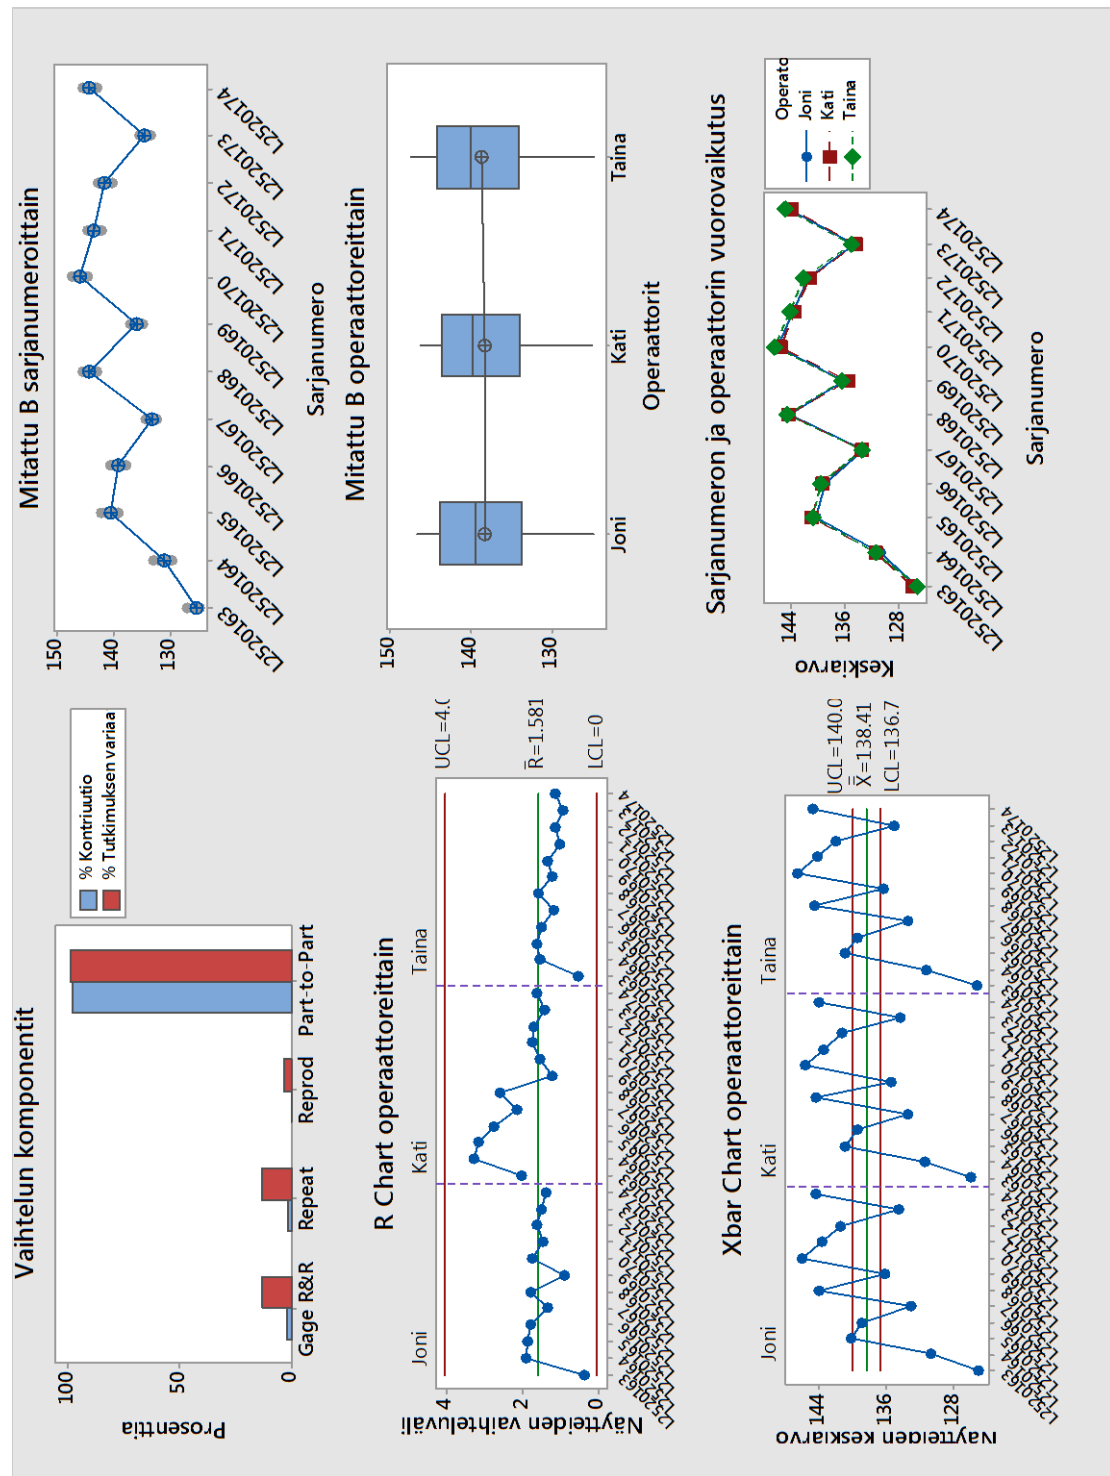 Vaihtelun komponentit
Prosenttia
100
50
0
Gage R&R
Repeat
Reprod
Part-to-Part
% Kontriuutio
% Tutkimuksen variaa
R Chart operaattoreittain
Joni
Kati
Taina
Näytteiden vaihteluväli
4
2
0
UCL=4.0
R̄=1.581
LCL=0
Xbar Chart operaattoreittain
Joni
Kati
Taina
Näytteiden keskiarvo
144
136
128
UCL=140.0
X̿=138.41
LCL=136.7
Mitattu B sarjanumeroittain
150
140
130
L2520163
L2520164
L2520165
L2520166
L2520167
L2520168
L2520169
L2520170
L2520171
L2520172
L2520173
L2520174
Sarjanumero
Mitattu B operaattoreittain
150
140
130
Joni
Kati
Taina
Operaattorit
Sarjanumeron ja operaattorin vuorovaikutus
Keskiarvo
144
136
128
L2520163
L2520164
L2520165
L2520166
L2520167
L2520168
L2520169
L2520170
L2520171
L2520172
L2520173
L2520174
Sarjanumero
Operato
Joni
Kati
Taina